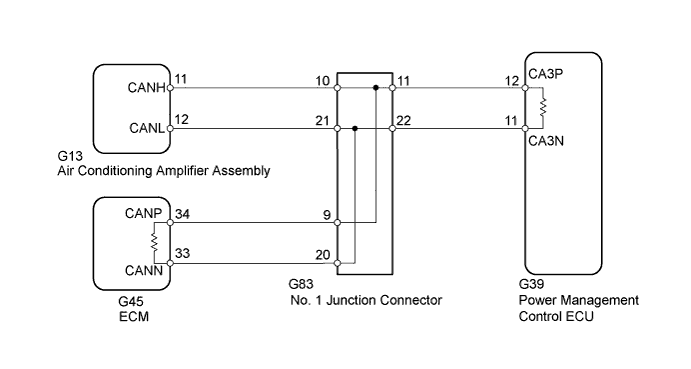 CANH 11 10 11 12 CA3P
CANL 12 21 22 11 CA3N
G13
Air Conditioning Amplifier Assembly
CANP 34 9
CANN 33 20
G45
ECM
G83
No. 1 Junction Connector
G39
Power Management
Control ECU